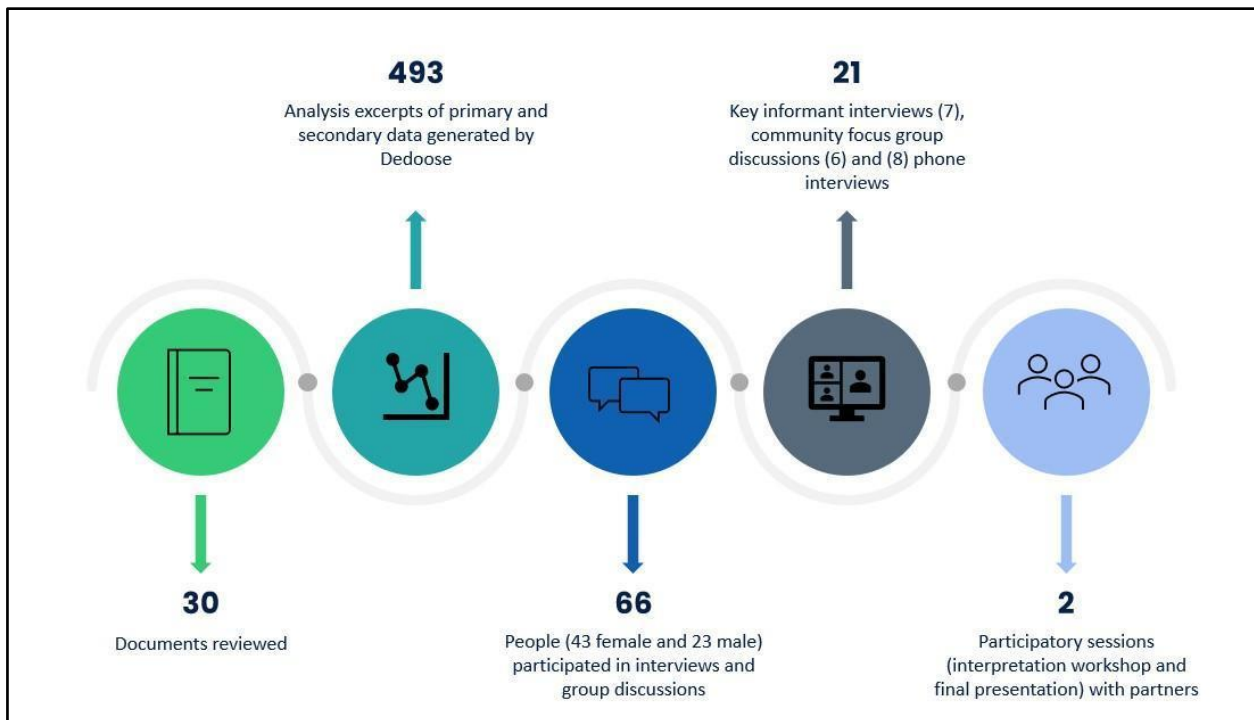 493
Analysis excerpts of primary and
secondary data generated by
Dedoose
21
Key informant interviews (7),
community focus group
discussions (6) and (8) phone
interviews
30
Documents reviewed
66
People (43 female and 23 male)
participated in interviews and
group discussions
2
Participatory sessions
(interpretation workshop and
final presentation) with partners